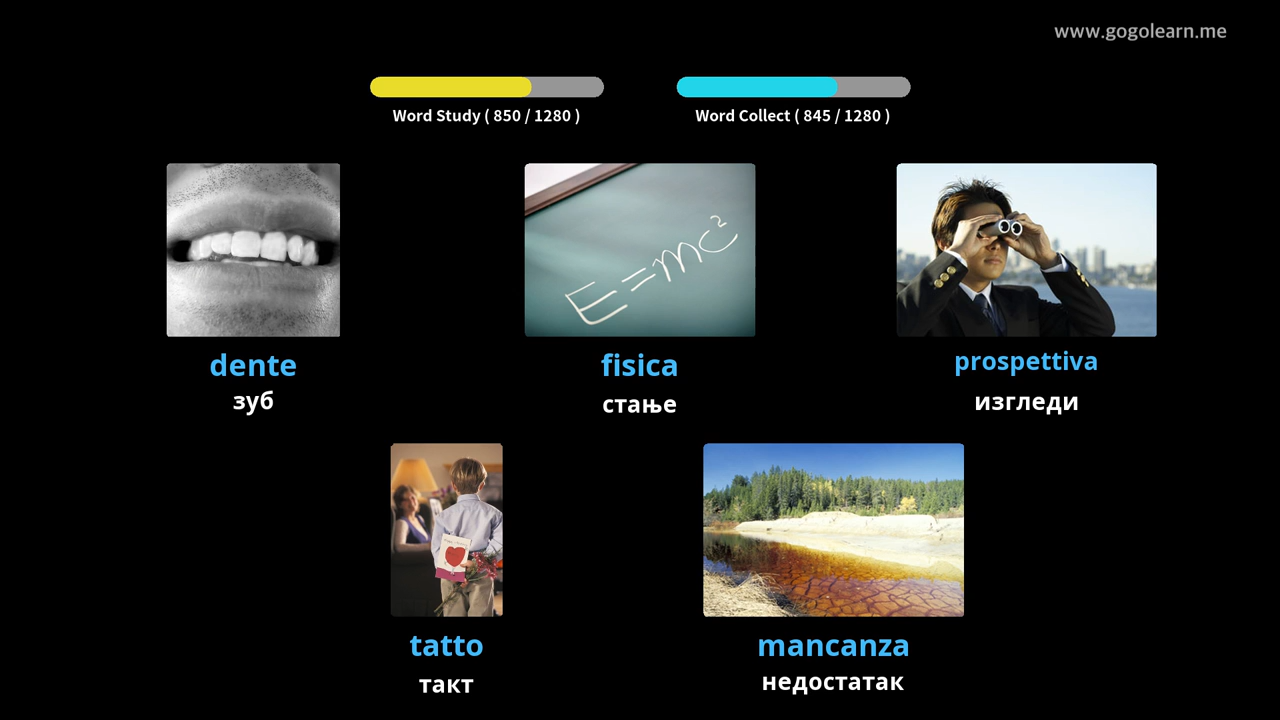 www.gogolearn.me
Word Study ( 850 / 1280 )
Word Collect ( 845 / 1280 )
E=mc²
dente
зуб
fisica
стање
prospettiva
изгледи
tatto
такт
mancanza
недостатак